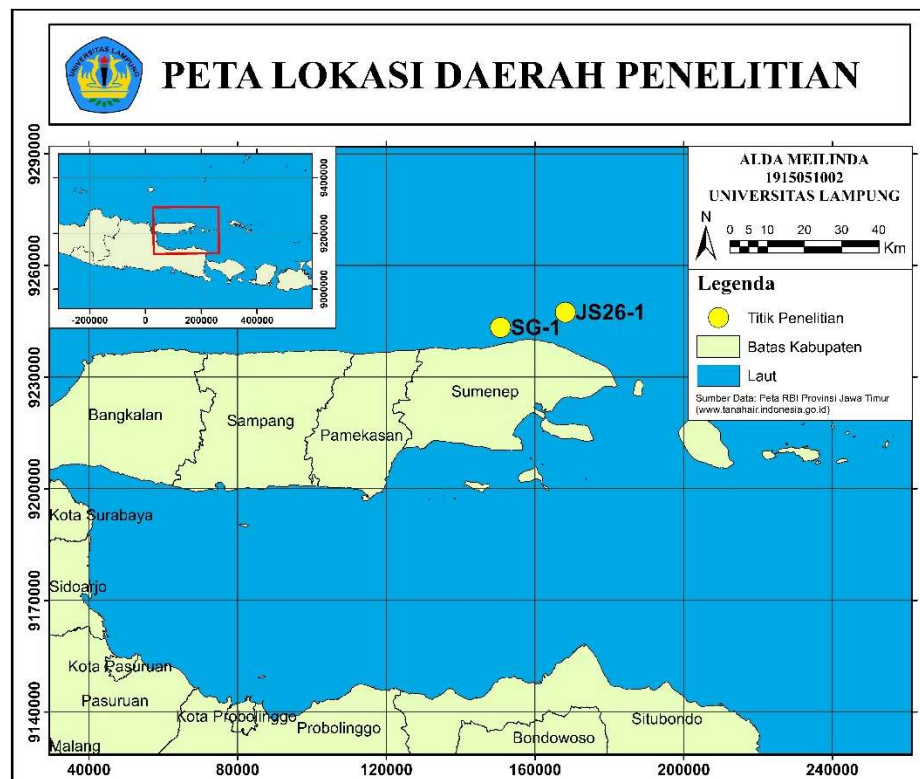 UNIVERSITAS LAMPUNG
PETA LOKASI DAERAH PENELITIAN
ALDA MEILINDA
1915051002
UNIVERSITAS LAMPUNG
N
0 5 10 20 30 40
Km
Legenda
Titik Penelitian
Batas Kabupaten
Laut
Sumber Data: Peta RBI Provinsi Jawa Timur
(www.tanahair.indonesia.go.id)
9400000
9200000
9000000
-200000 0 200000 400000
9290000
9260000
9230000
9200000
9170000
9140000
SG-1
JS26-1
Bangkalan
Sampang
Pamekasan
Sumenep
Kota Surabaya
Sidoarjo
Kota Pasuruan
Pasuruan
Kota Probolinggo
Probolinggo
Malang
Bondowoso
Situbondo
40000 80000 120000 160000 200000 240000